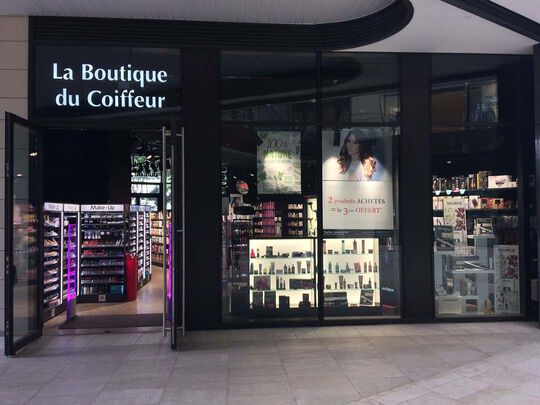 La Boutique
du Coiffeur
100%
NATURE
2 produits ACHETÉS
= le 3ème OFFERT*
Make-Up